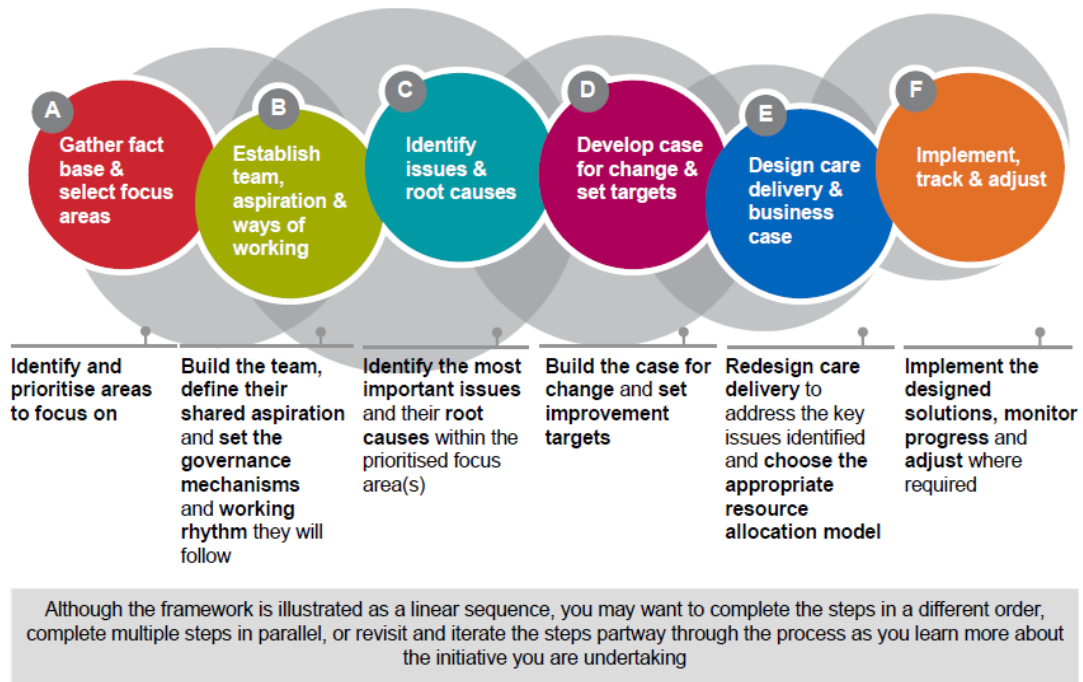 A
Gather fact
base &
select focus
areas
B
Establish
team,
aspiration &
ways of
working
C
Identify
issues &
root causes
D
Develop case
for change &
set targets
E
Design care
delivery &
business
case
F
Implement,
track & adjust
Identify and
prioritise areas
to focus on
Build the team,
define their
shared aspiration
and set the
governance
mechanisms
and working
rhythm they will
follow
Identify the most
important issues
and their root
causes within the
prioritised focus
area(s)
Build the case for
change and set
improvement
targets
Redesign care
delivery to
address the key
issues identified
and choose the
appropriate
resource
allocation model
Implement the
designed
solutions, monitor
progress and
adjust where
required
Although the framework is illustrated as a linear sequence, you may want to complete the steps in a different order,
complete multiple steps in parallel, or revisit and iterate the steps partway through the process as you learn more about
the initiative you are undertaking